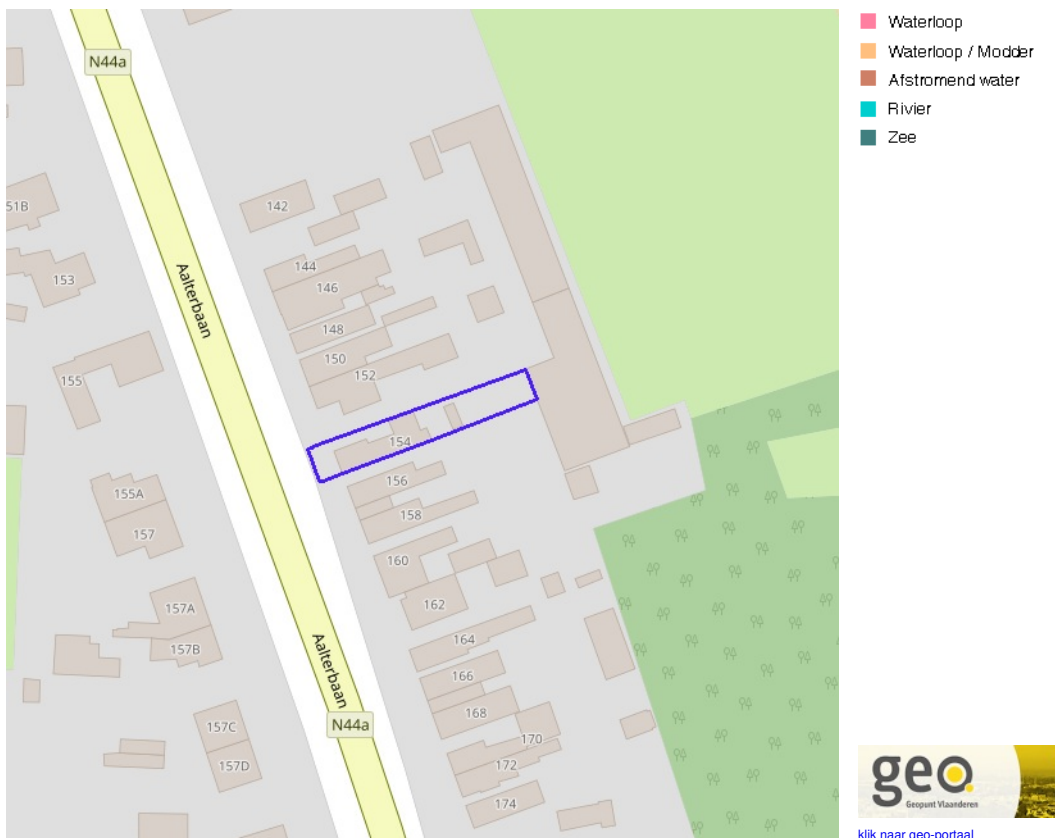 N44a
Aalterbaan
51B
153
155
142
144
146
148
150
152
154
156
158
160
162
164
166
168
170
172
174
155A
157
157A
157B
157C
157D
Aalterbaan
N44a
Waterloop
Waterloop / Modder
Afstromend water
Rivier
Zee
geo
Geopunt Vlaanderen
klik naar geo-portaal